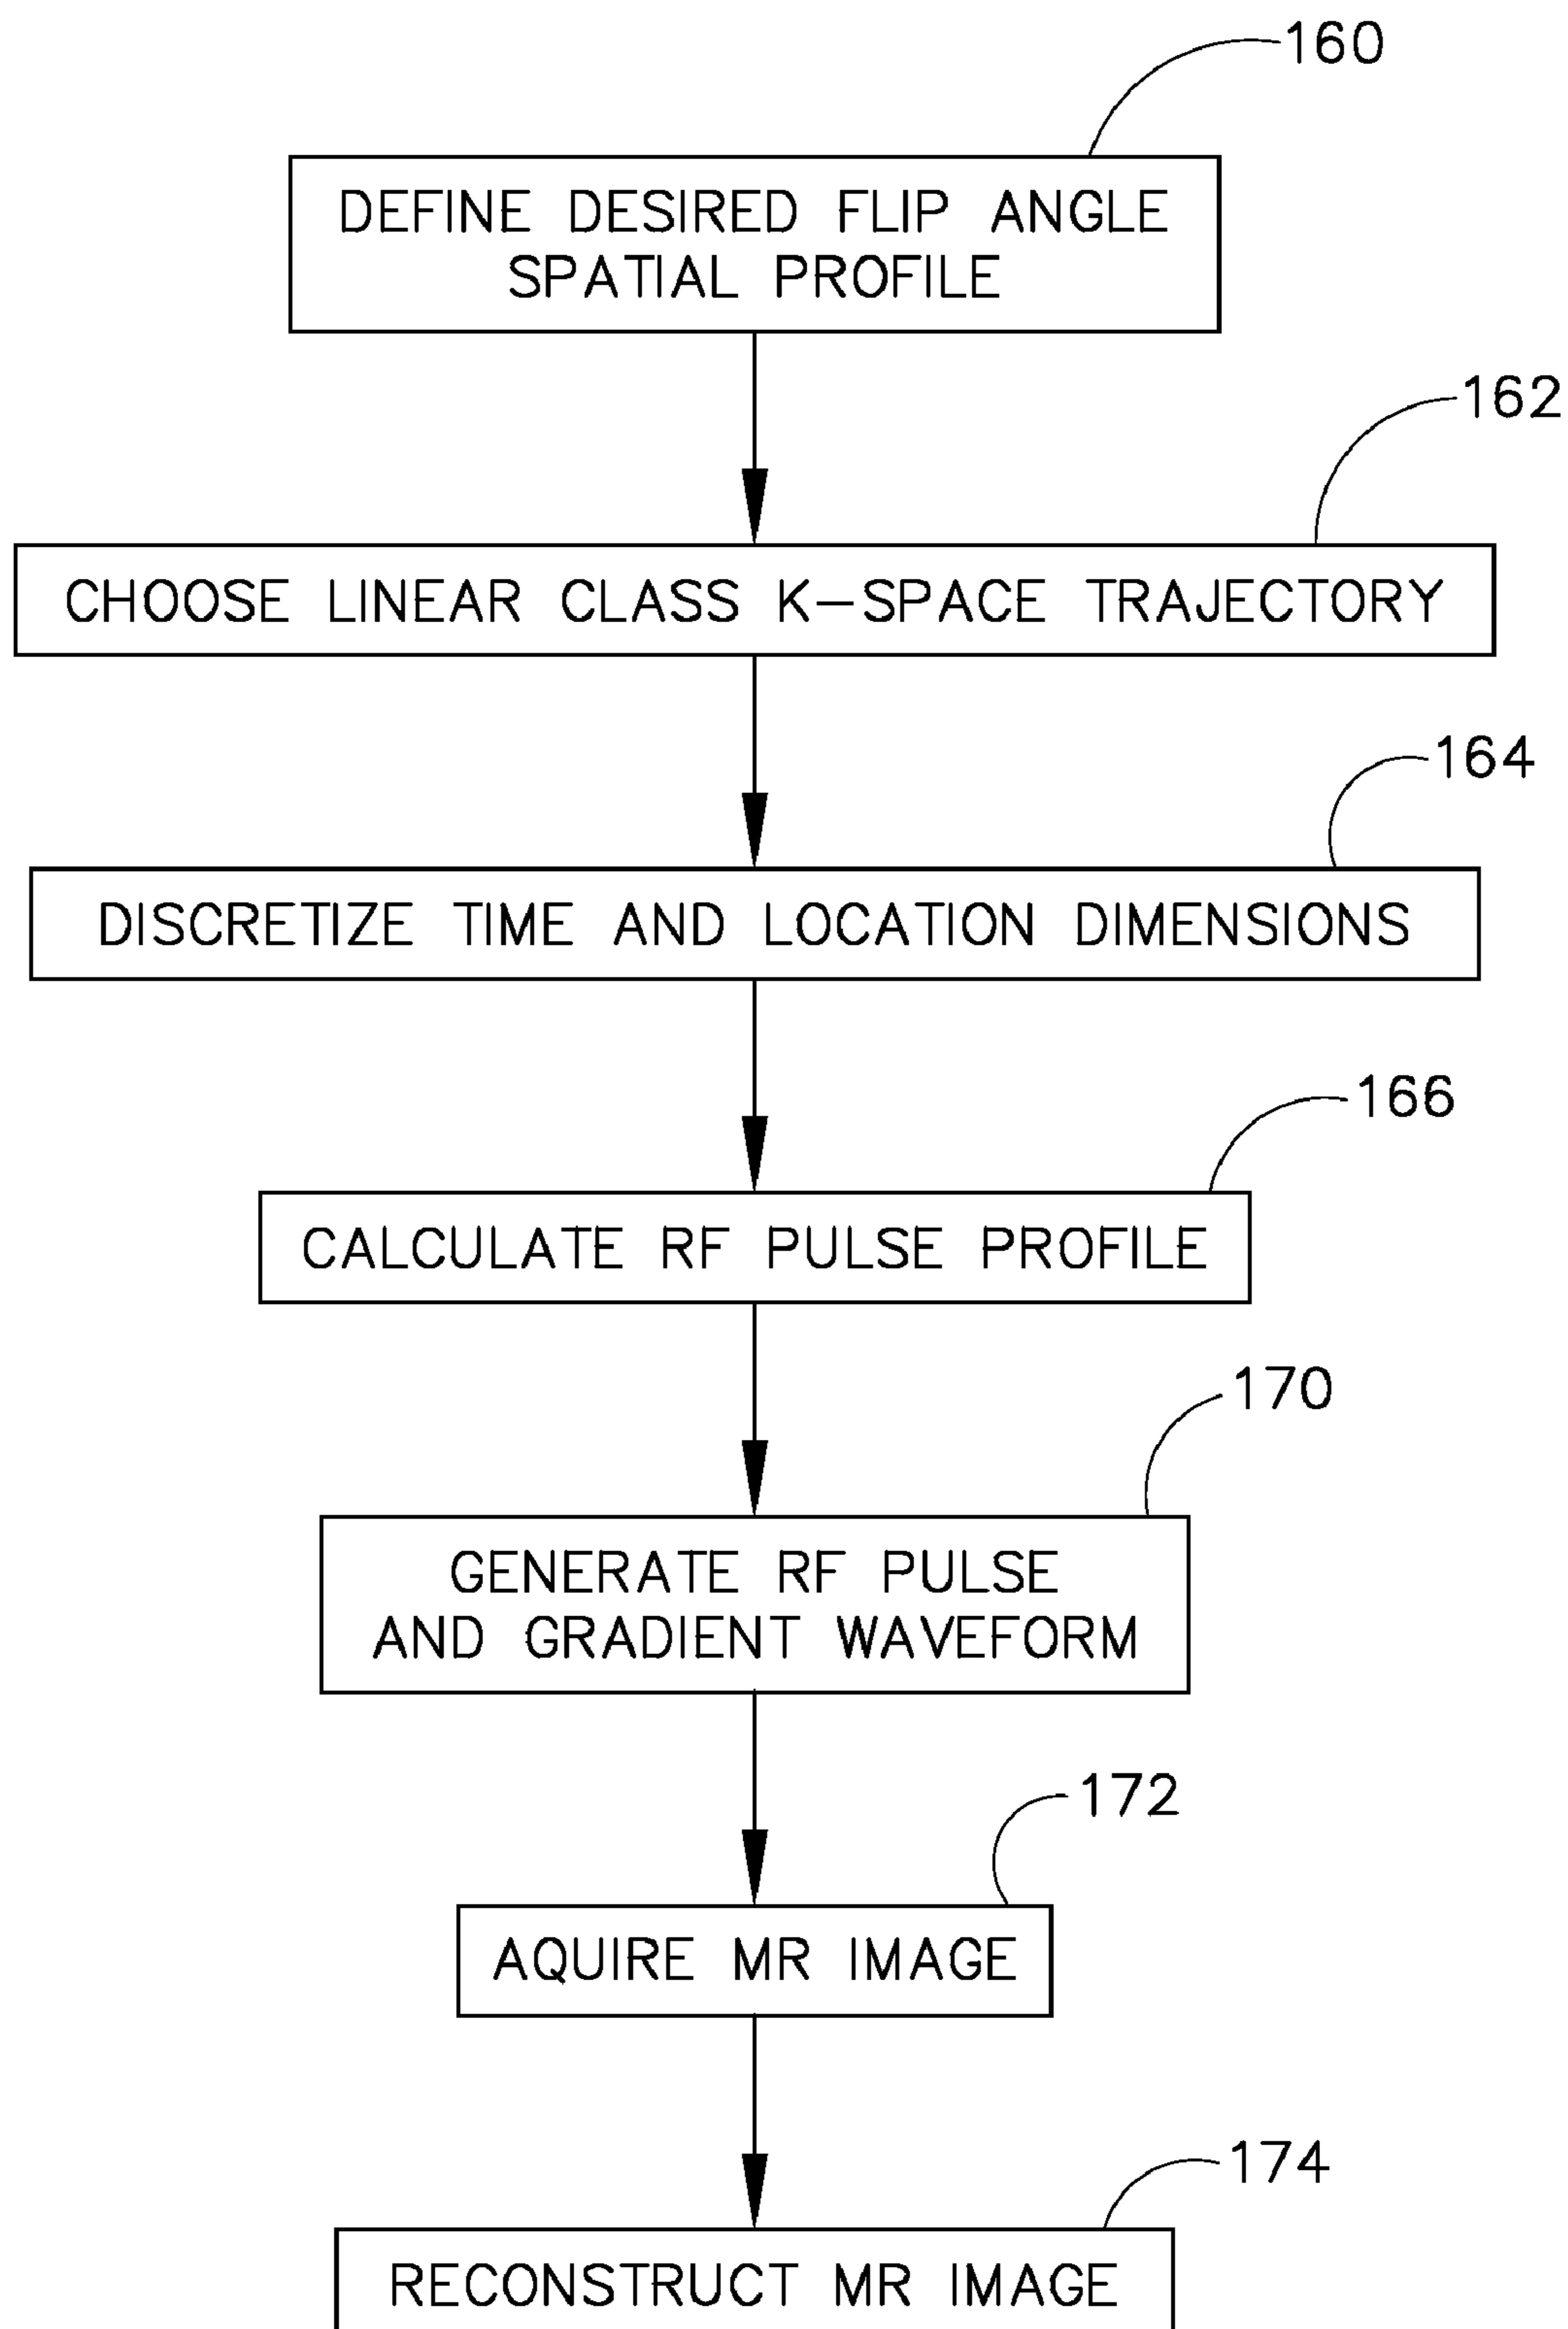 160
DEFINE DESIRED FLIP ANGLE
SPATIAL PROFILE
162
CHOOSE LINEAR CLASS K–SPACE TRAJECTORY
164
DISCRETIZE TIME AND LOCATION DIMENSIONS
166
CALCULATE RF PULSE PROFILE
170
GENERATE RF PULSE
AND GRADIENT WAVEFORM
172
AQUIRE MR IMAGE
174
RECONSTRUCT MR IMAGE